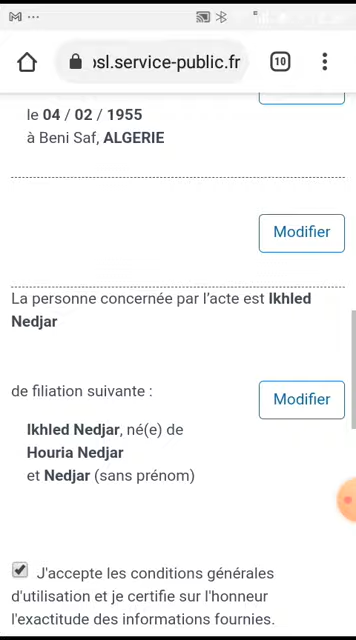 10
ɔsl.service-public.fr
le 04 / 02 / 1955
à Beni Saf, ALGERIE
Modifier
La personne concernée par l'acte est Ikhled
Nedjar
de filiation suivante :
Modifier
Ikhled Nedjar, né(e) de
Houria Nedjar
et Nedjar (sans prénom)
J'accepte les conditions générales
d'utilisation et je certifie sur l'honneur
l'exactitude des informations fournies.